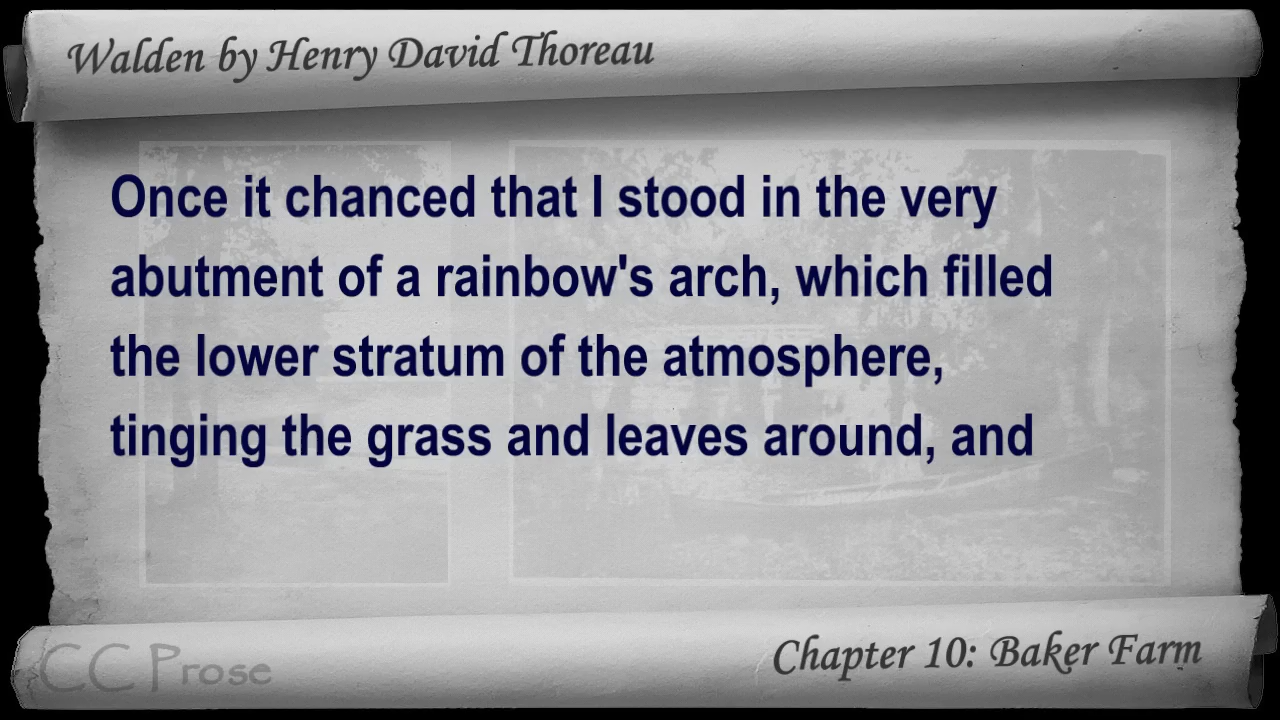 Walden by Henry David Thoreau
Once it chanced that I stood in the very
abutment of a rainbow's arch, which filled
the lower stratum of the atmosphere,
tinging the grass and leaves around, and
CC Prose
Chapter 10: Baker Farm